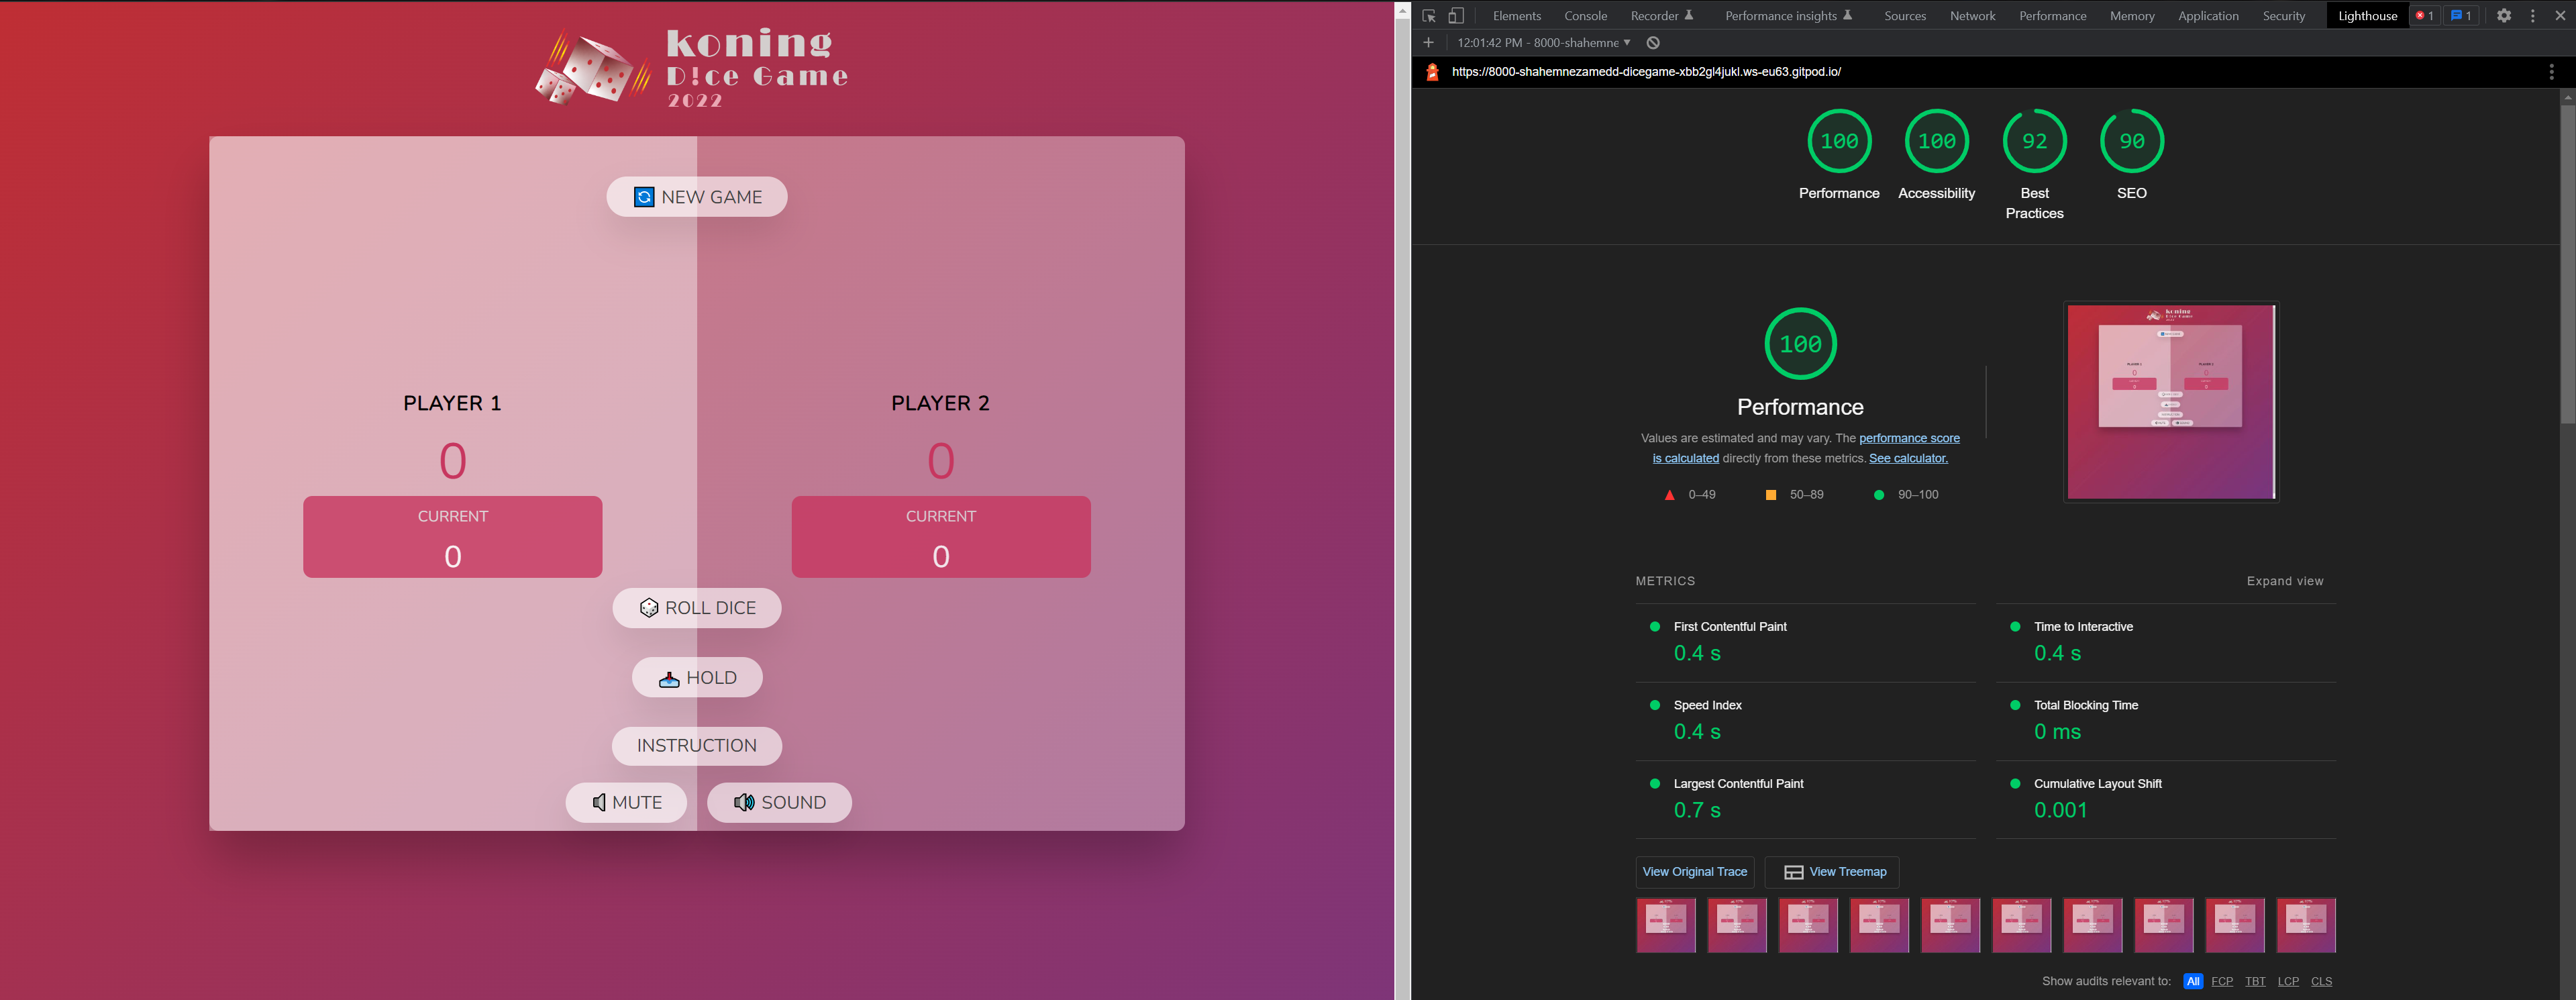 koning
D!ce Game
2022
NEW GAME
PLAYER 1
PLAYER 2
0
0
CURRENT
0
CURRENT
0
ROLL DICE
HOLD
INSTRUCTION
MUTE
SOUND
Elements Console Recorder Performance insights Sources Network Performance Memory Application Security Lighthouse 1 1
12:01:42 PM - 8000-shahemne
https://8000-shahemnezamedd-dicegame-xbb2gl4jukl.ws-eu63.gitpod.io/
100
Performance
100
Accessibility
92
Best
Practices
90
SEO
100
Performance
Values are estimated and may vary. The performance score
is calculated directly from these metrics. See calculator.
0–49 50–89 90–100
METRICS
Expand view
First Contentful Paint
0.4 s
Time to Interactive
0.4 s
Speed Index
0.4 s
Total Blocking Time
0 ms
Largest Contentful Paint
0.7 s
Cumulative Layout Shift
0.001
View Original Trace
View Treemap
Show audits relevant to: All FCP TBT LCP CLS